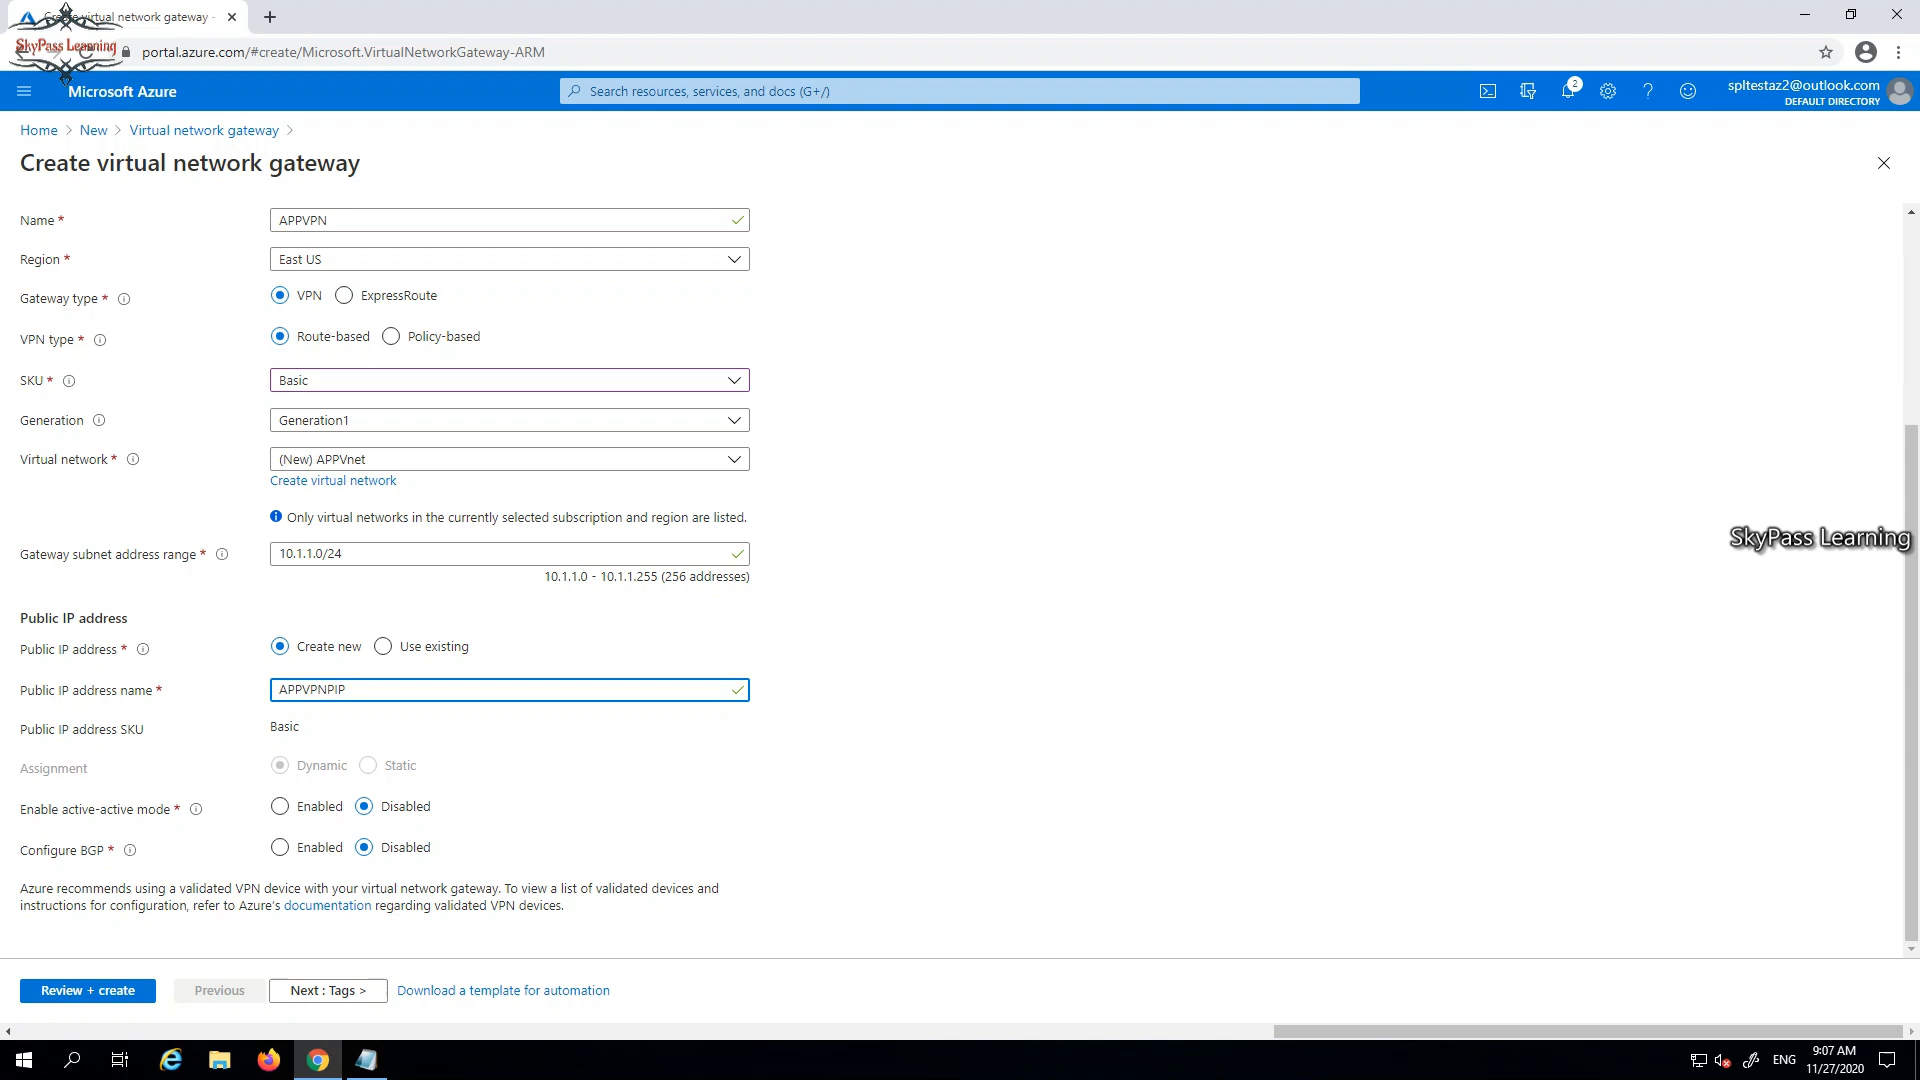 Create virtual network gateway -
SkyPass Learning
portal.azure.com/#create/Microsoft.VirtualNetworkGateway-ARM
Microsoft Azure
Search resources, services, and docs (G+/)
2
spltestaz2@outlook.com
DEFAULT DIRECTORY
Home > New > Virtual network gateway >
Create virtual network gateway
Name *
APPVPN
Region *
East US
Gateway type *
VPN ExpressRoute
VPN type *
Route-based Policy-based
SKU *
Basic
Generation
Generation1
Virtual network *
(New) APPVnet
Create virtual network
Only virtual networks in the currently selected subscription and region are listed.
SkyPass Learning
Gateway subnet address range *
10.1.1.0/24
10.1.1.0 - 10.1.1.255 (256 addresses)
Public IP address
Public IP address *
Create new Use existing
Public IP address name *
APPVPNPIP
Public IP address SKU
Basic
Assignment
Dynamic Static
Enable active-active mode *
Enabled Disabled
Configure BGP *
Enabled Disabled
Azure recommends using a validated VPN device with your virtual network gateway. To view a list of validated devices and
instructions for configuration, refer to Azure's documentation regarding validated VPN devices.
Review + create
Previous
Next : Tags >
Download a template for automation
ENG
9:07 AM
11/27/2020